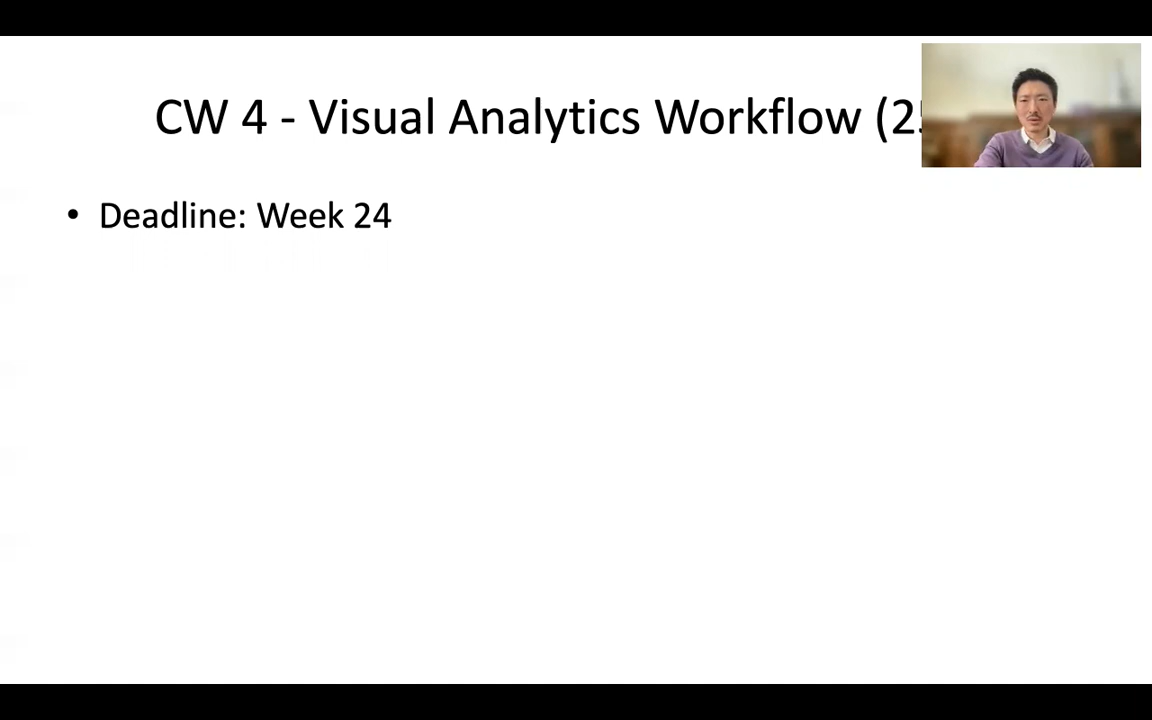 CW 4 - Visual Analytics Workflow (2
• Deadline: Week 24